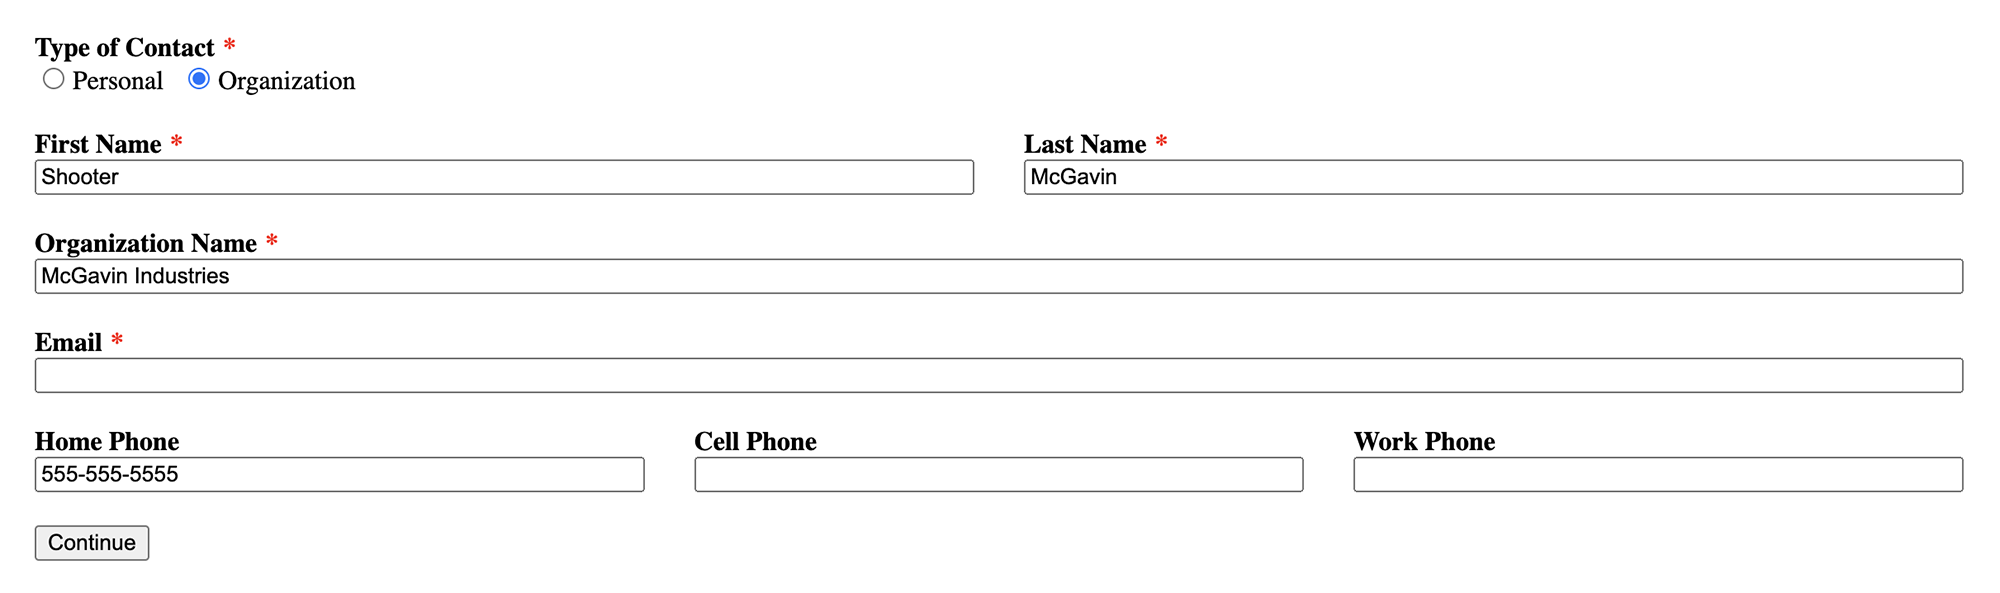 Type of Contact *
Personal Organization
First Name * Last Name *
Shooter McGavin
Organization Name *
McGavin Industries
Email *
Home Phone Cell Phone Work Phone
555-555-5555
Continue